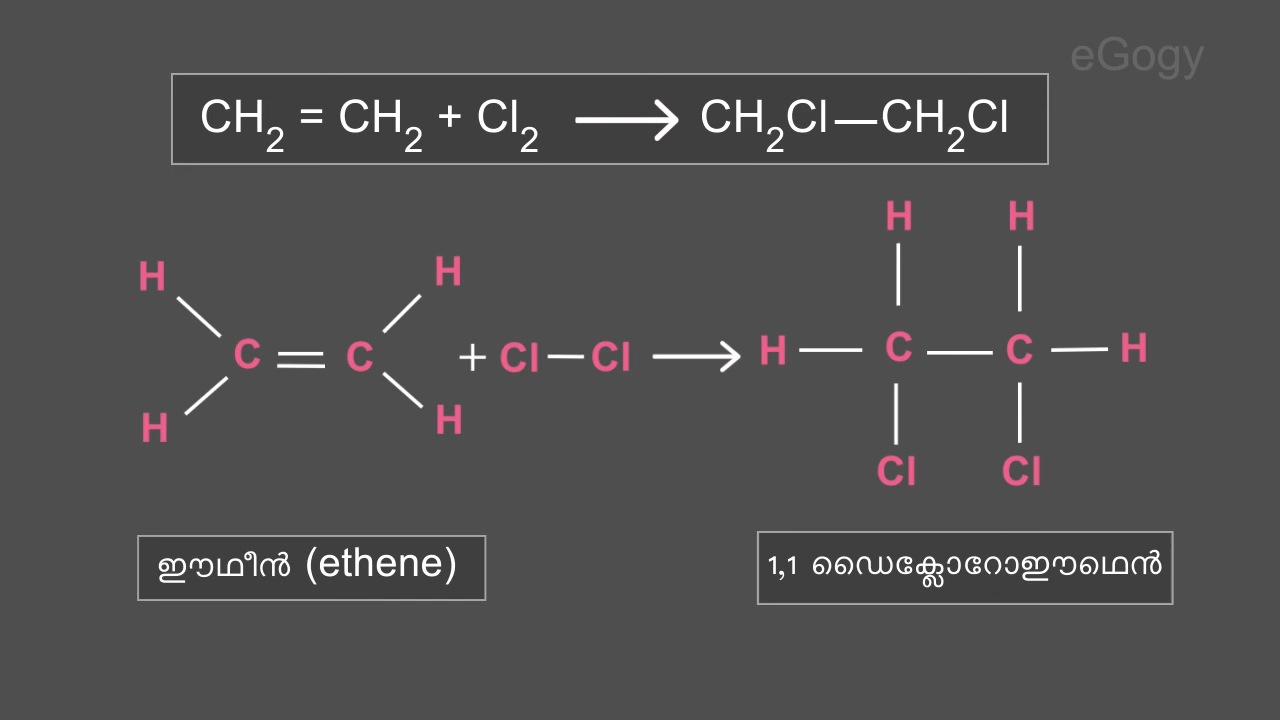 eGogy
CH₂ = CH₂ + Cl₂ → CH₂Cl—CH₂Cl
H H
H H
C = C + Cl—Cl → H — C — C — H
H H
Cl Cl
ഈഥീൻ (ethene)
1,1 ഡൈക്ലോറോഈഥെൻ